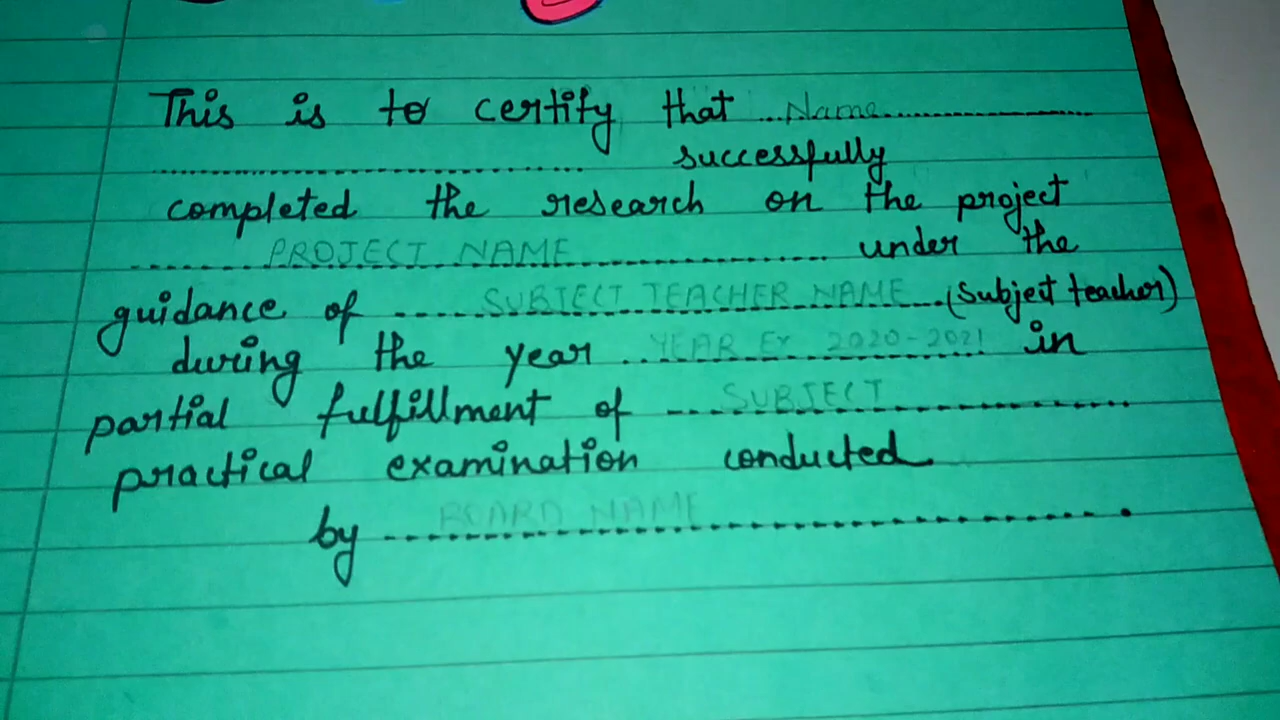 This is to certify that ...Name..............................
............................................ successfully
completed the research on the project
............PROJECT NAME............................ under the
guidance of ........SUBJECT TEACHER NAME....(Subject teacher)
during the year ...YEAR Ex 2020-2021 in
partial fulfillment of .....SUBJECT..........................
practical examination conducted
by .....BOARD NAME........................................